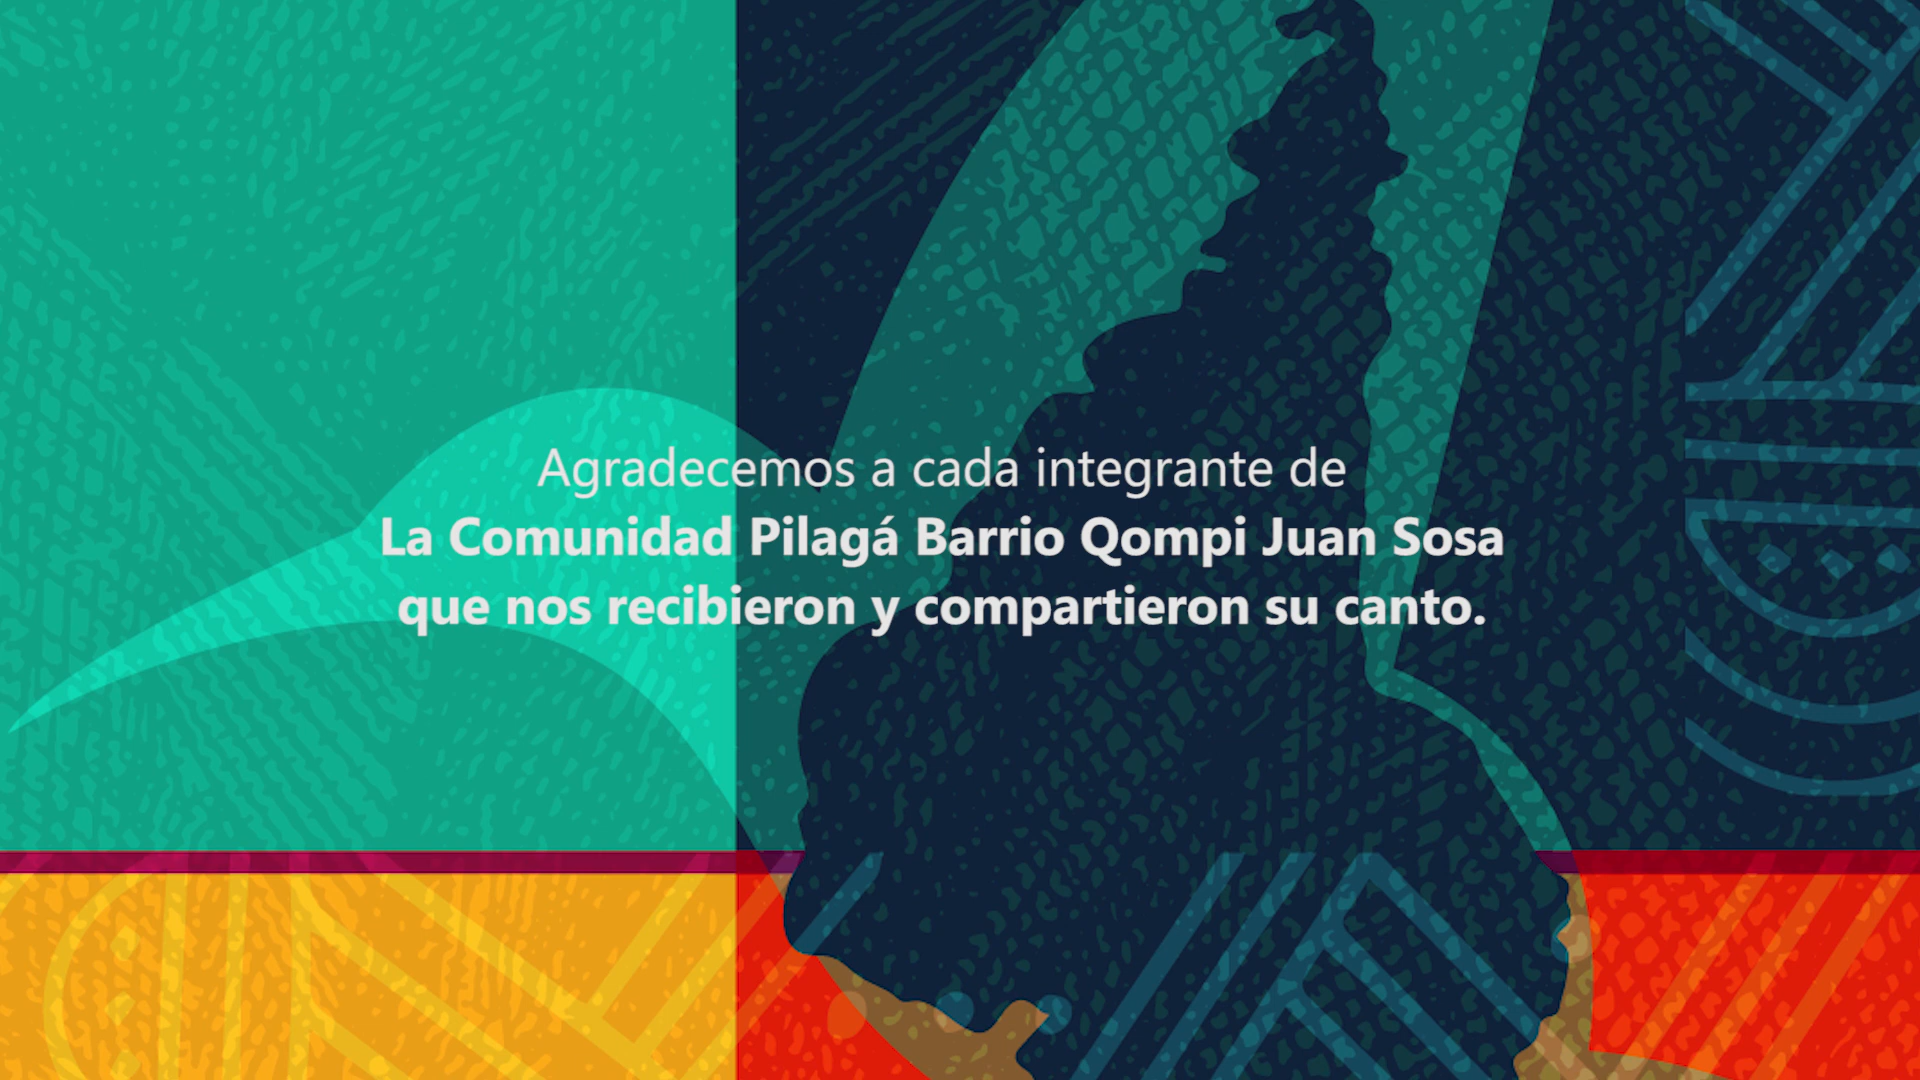 Agradecemos a cada integrante de
La Comunidad Pilagá Barrio Qompi Juan Sosa
que nos recibieron y compartieron su canto.